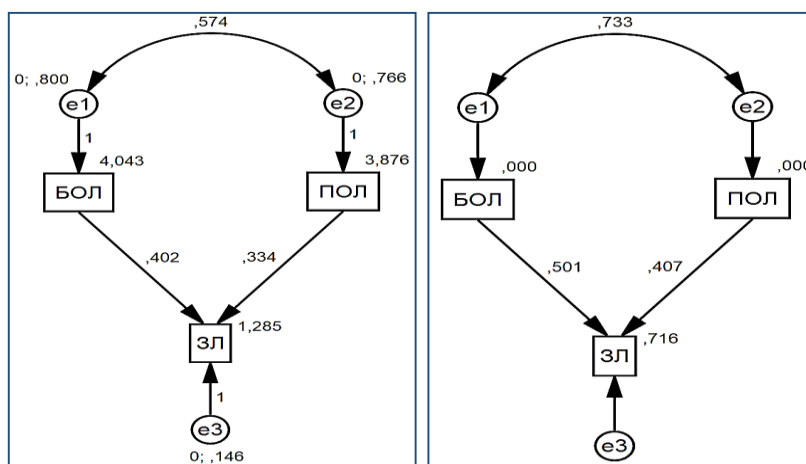 ,574
0; ,800
0; ,766
e1
e2
1
1
4,043
3,876
БОЛ
ПОЛ
,402
,334
1,285
ЗЛ
1
e3
0; ,146
,733
e1
e2
,000
,000
БОЛ
ПОЛ
,501
,407
,716
ЗЛ
e3